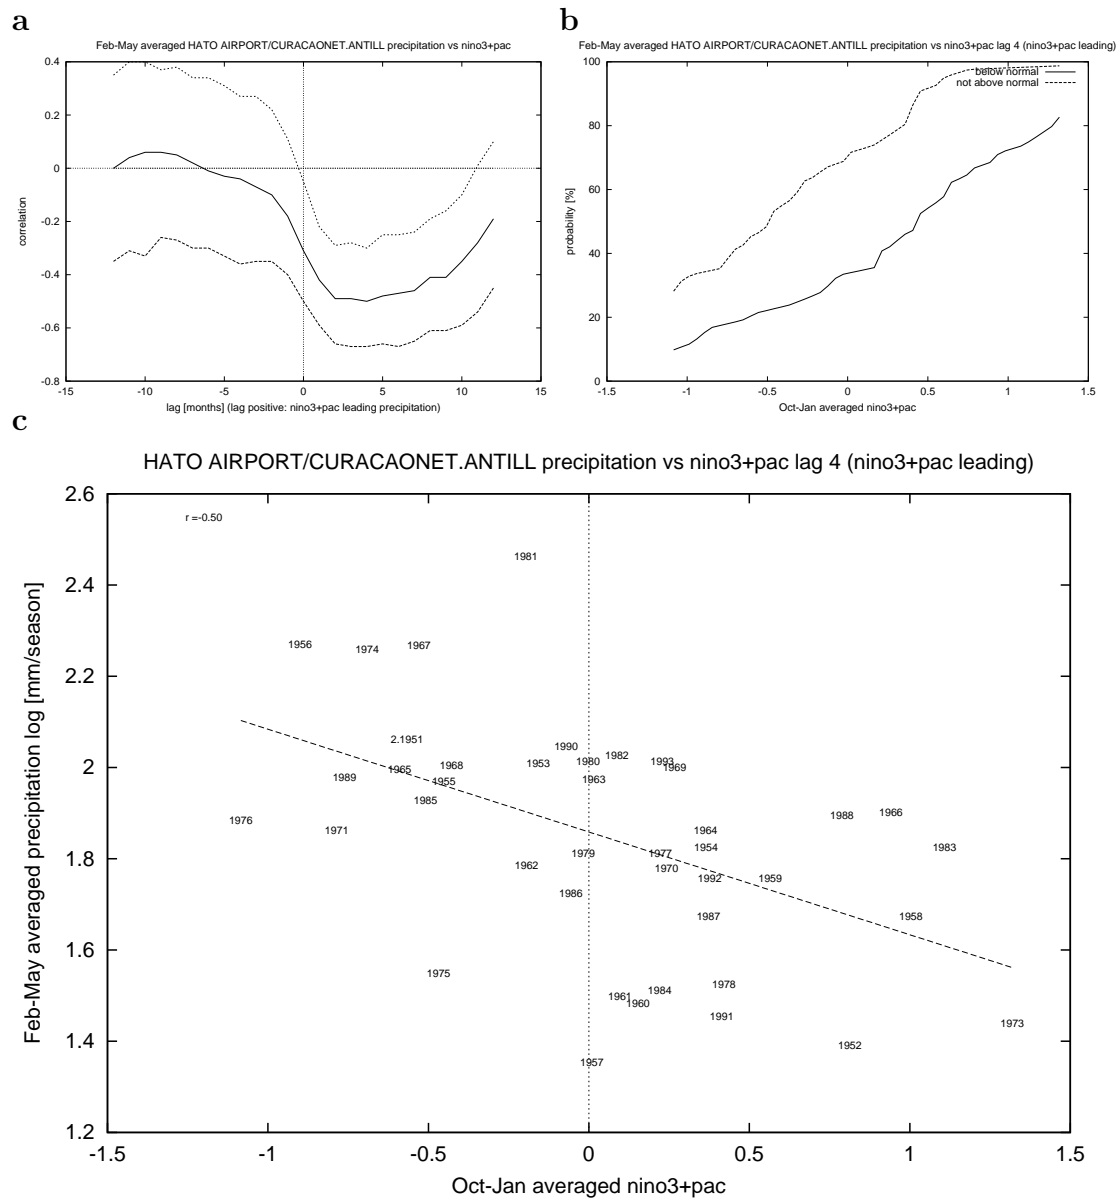 a
Feb-May averaged HATO AIRPORT/CURACAONET.ANTILL precipitation vs nino3+pac
0.4
0.2
0
-0.2
-0.4
-0.6
-0.8
correlation
-15 -10 -5 0 5 10 15
lag [months] (lag positive: nino3+pac leading precipitation)
b
Feb-May averaged HATO AIRPORT/CURACAONET.ANTILL precipitation vs nino3+pac lag 4 (nino3+pac leading)
below normal
not above normal
100
80
60
40
20
0
probability [%]
-1.5 -1 -0.5 0 0.5 1 1.5
Oct-Jan averaged nino3+pac
c
HATO AIRPORT/CURACAONET.ANTILL precipitation vs nino3+pac lag 4 (nino3+pac leading)
2.6
r =-0.50
1981
2.4
1956 1974 1967
2.2
2.1951
1990
1982
1953 1980 1993
1968 1969
2
1965
1989 1955 1963
1985
1976 1971
1988 1966
1964
1954 1983
1.8
1979 1977
1962 1970
1992 1959
1986
1987 1958
1.6
1975
1978
1984
1961
1960
1991
1973
1.4
1952
1957
1.2
Feb-May averaged precipitation log [mm/season]
-1.5 -1 -0.5 0 0.5 1 1.5
Oct-Jan averaged nino3+pac